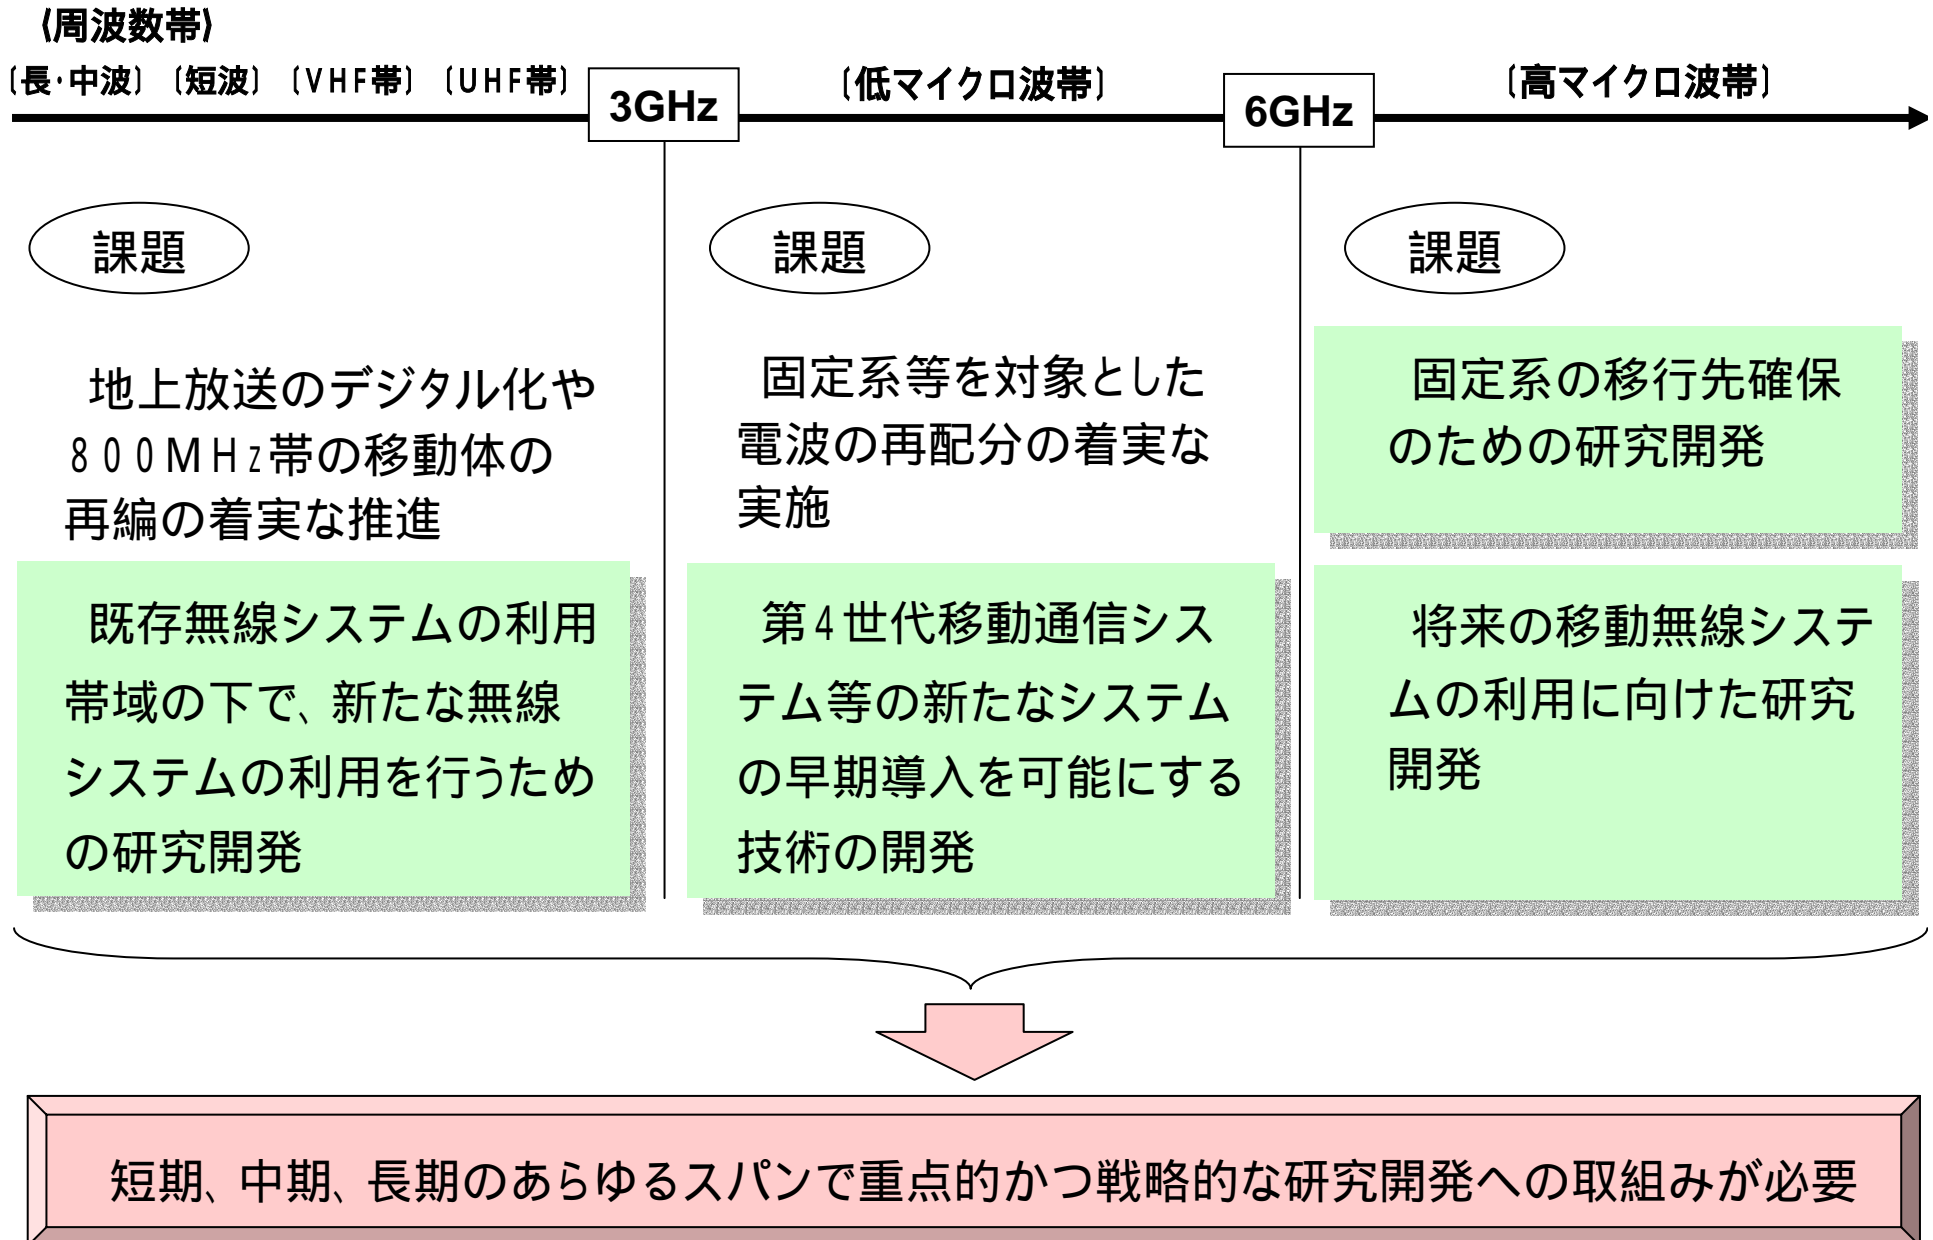 〈周波数帯〉
〔長・中波〕 〔短波〕 〔VHF帯〕 〔UHF帯〕
3GHz
〔低マイクロ波帯〕
6GHz
〔高マイクロ波帯〕
課題
地上放送のデジタル化や
800MHz帯の移動体の
再編の着実な推進
既存無線システムの利用
帯域の下で、新たな無線
システムの利用を行うため
の研究開発
課題
固定系等を対象とした
電波の再配分の着実な
実施
第4世代移動通信シス
テム等の新たなシステム
の早期導入を可能にする
技術の開発
課題
固定系の移行先確保
のための研究開発
将来の移動無線システ
ムの利用に向けた研究
開発
短期、中期、長期のあらゆるスパンで重点的かつ戦略的な研究開発への取組みが必要